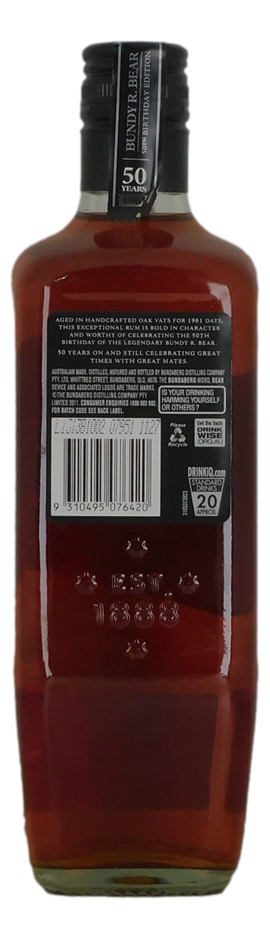 BUNDY R. BEAR
50TH BIRTHDAY EDITION
50
YEARS
AGED IN HANDCRAFTED OAK VATS FOR 1961 DAYS,
THIS EXCEPTIONAL RUM IS BOLD IN CHARACTER
AND WORTHY OF CELEBRATING THE 50TH
BIRTHDAY OF THE LEGENDARY BUNDY R. BEAR.
50 YEARS ON AND STILL CELEBRATING GREAT
TIMES WITH GREAT MATES.
AUSTRALIAN MADE, DISTILLED, MATURED AND BOTTLED BY BUNDABERG DISTILLING COMPANY
PTY. LTD, WHITTRED STREET, BUNDABERG, QLD, 4670. THE BUNDABERG WORD, BEAR
DEVICE AND ASSOCIATED LOGOS ARE TRADE MARKS.
© THE BUNDABERG DISTILLING COMPANY PTY
LIMITED 2011. CONSUMER ENQUIRIES 1800 003 902.
FOR BATCH CODE SEE BACK LABEL.
IS YOUR DRINKING
HARMING YOURSELF
OR OTHERS?
Please
Recycle
Get the facts
DRINK
WISE
.ORG.AU
DRINKiQ.com
STANDARD
DRINKS
20
APPROX.
9 310495 076420
EST.
1888